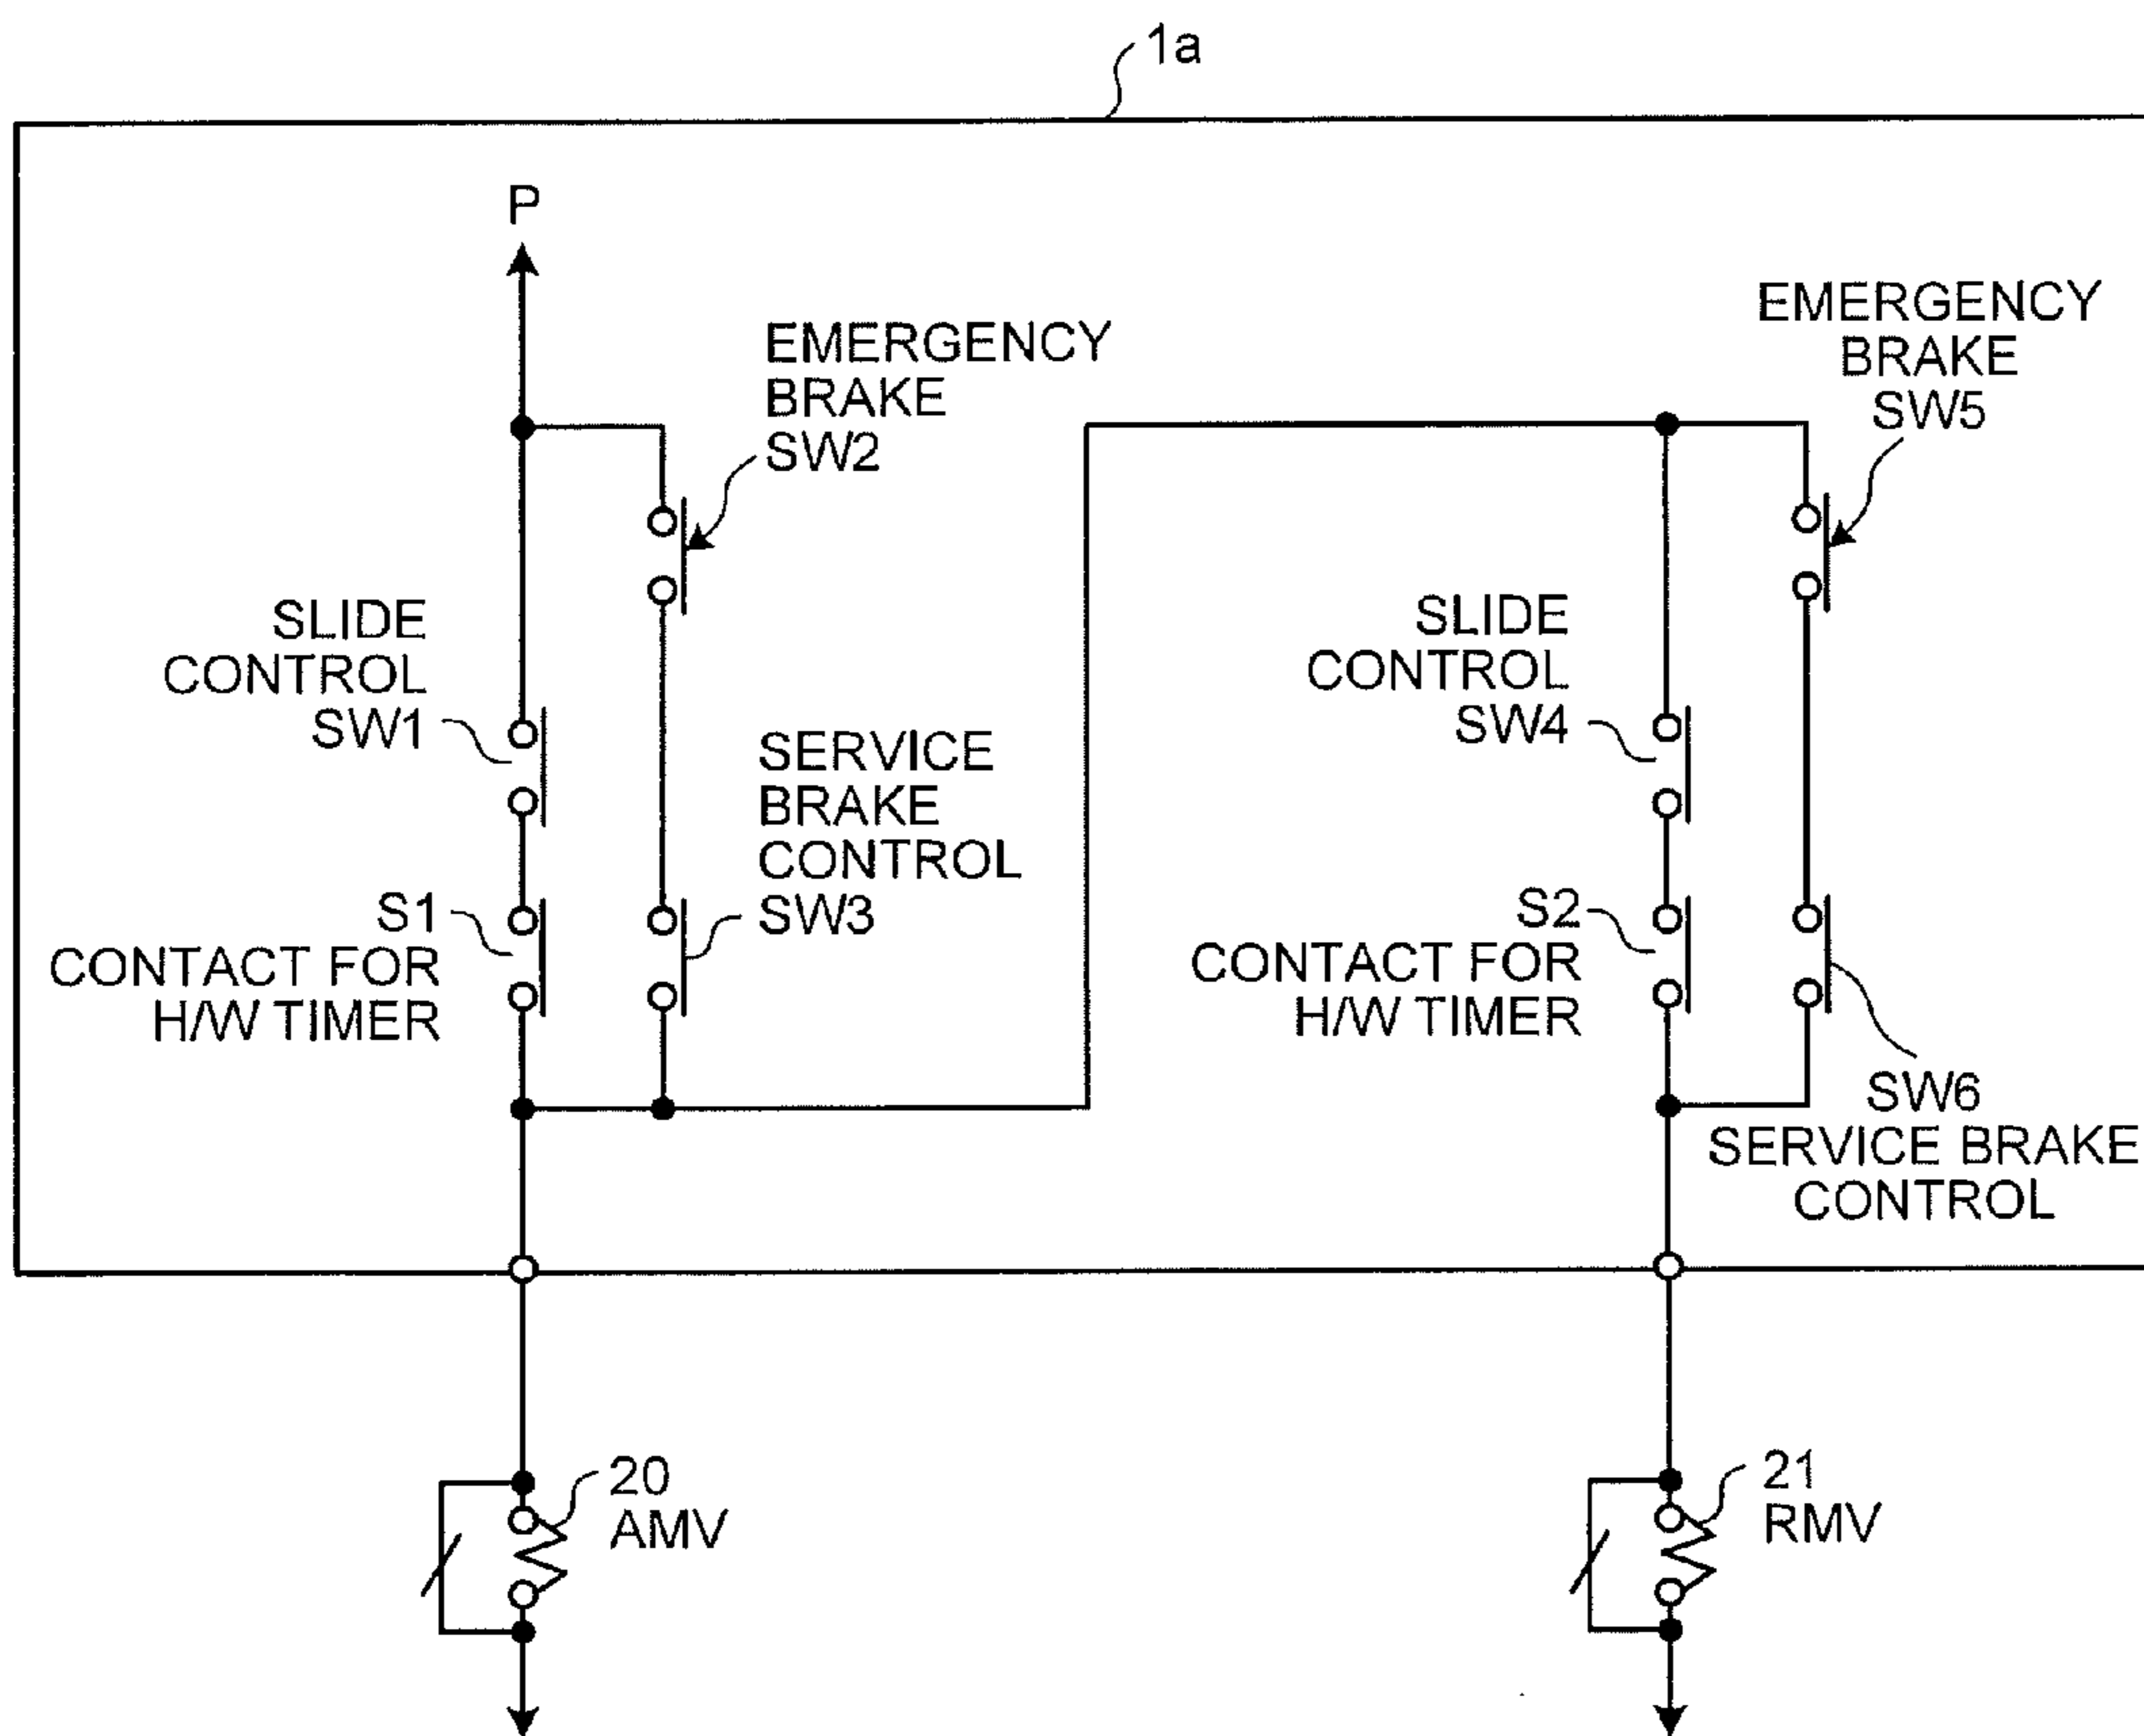 1a
P
EMERGENCY
BRAKE
SW2
EMERGENCY
BRAKE
SW5
SLIDE
CONTROL
SW1
SERVICE
BRAKE
CONTROL
SW3
SLIDE
CONTROL
SW4
S1
CONTACT FOR
H/W TIMER
S2
CONTACT FOR
H/W TIMER
SW6
SERVICE BRAKE
CONTROL
20
AMV
21
RMV